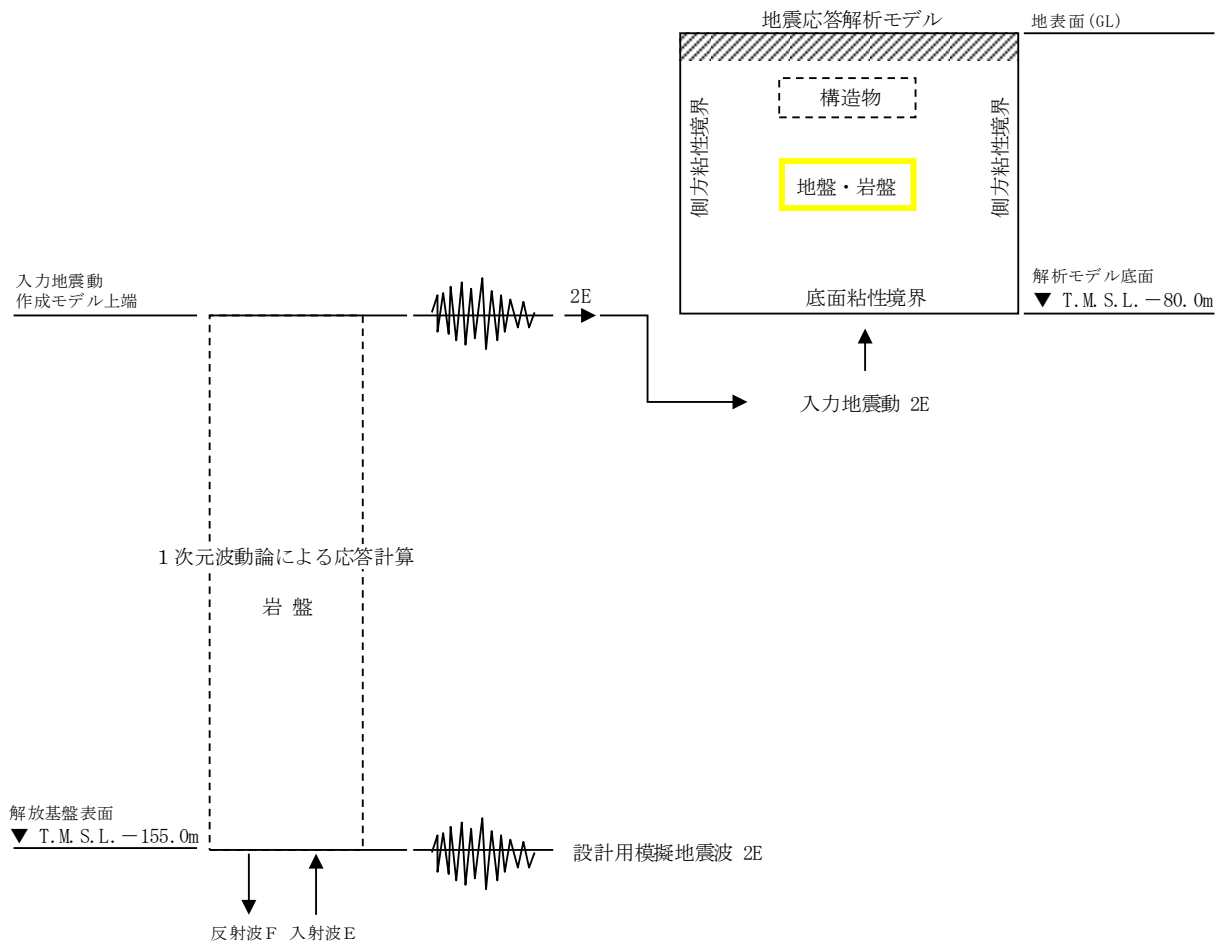 地震応答解析モデル
地表面(GL)
構造物
側方粘性境界
側方粘性境界
地盤・岩盤
底面粘性境界
解析モデル底面
▼ T.M.S.L.－80.0m
入力地震動
作成モデル上端
2E
入力地震動 2E
１次元波動論による応答計算
岩 盤
解放基盤表面
▼ T.M.S.L.－155.0m
設計用模擬地震波 2E
反射波Ｆ 入射波Ｅ